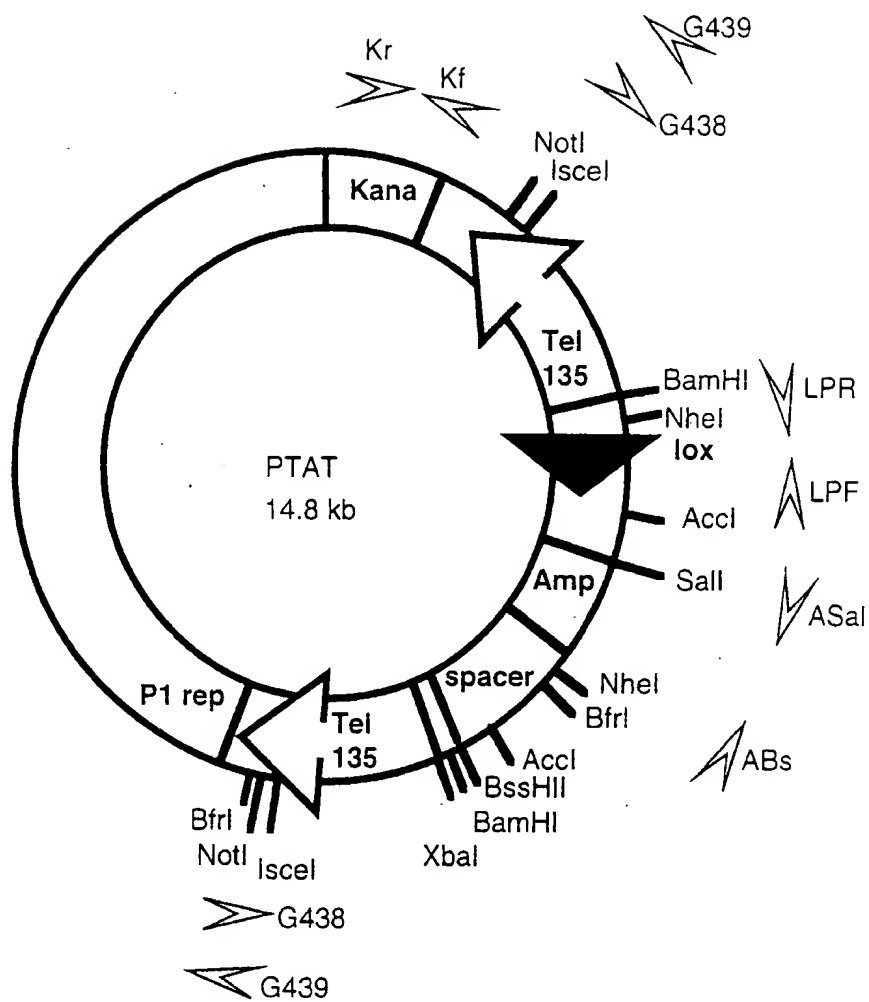 G439
Kr
Kf
G438
NotI
IsceI
Kana
Tel
135
BamHI
LPR
NheI
lox
PTAT
14.8 kb
LPF
AccI
Amp
SalI
ASal
spacer
NheI
P1 rep
BfrI
Tel
135
AccI
ABs
BssHII
BfrI
BamHI
NotI
XbaI
IsceI
G438
G439